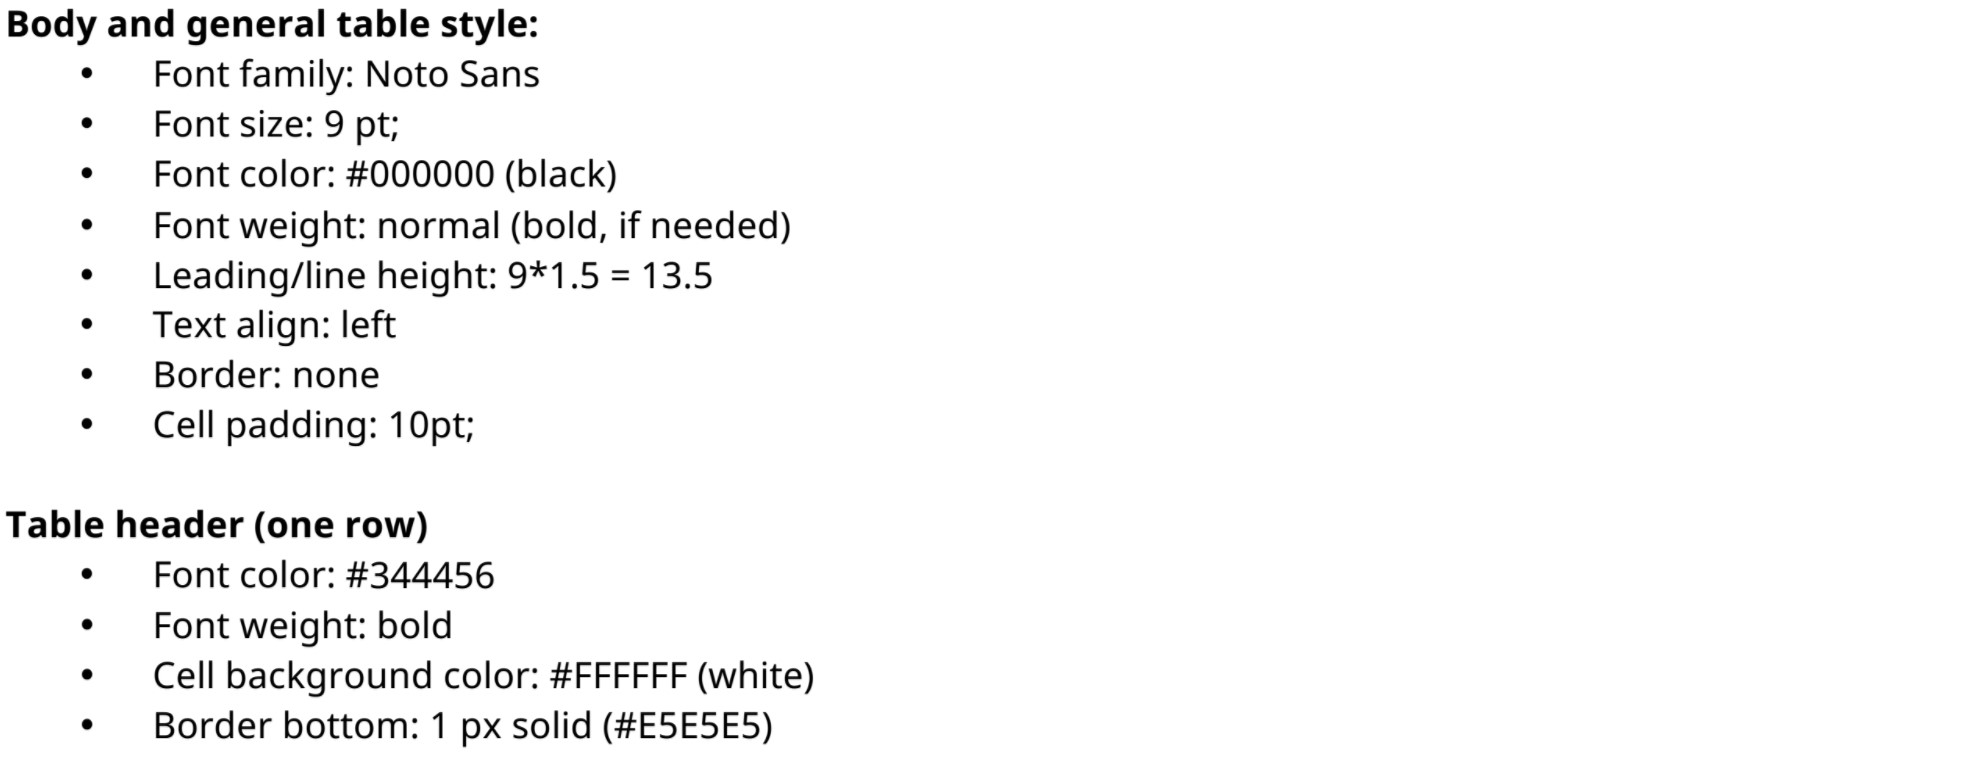 Body and general table style:
• Font family: Noto Sans
• Font size: 9 pt;
• Font color: #000000 (black)
• Font weight: normal (bold, if needed)
• Leading/line height: 9*1.5 = 13.5
• Text align: left
• Border: none
• Cell padding: 10pt;
Table header (one row)
• Font color: #344456
• Font weight: bold
• Cell background color: #FFFFFF (white)
• Border bottom: 1 px solid (#E5E5E5)